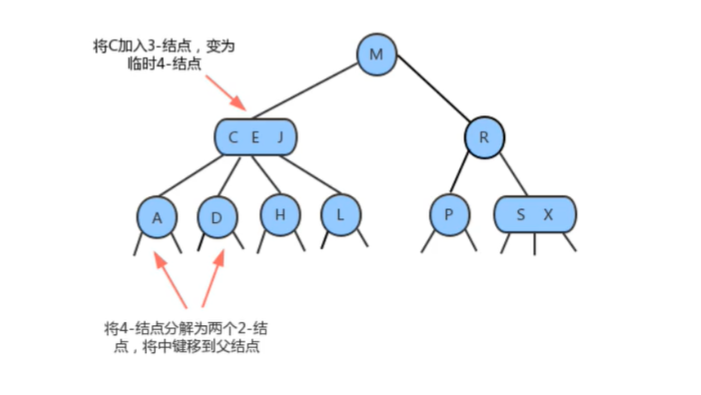 将C加入3-结点，变为
临时4-结点
M
C E J
R
A
D
H
L
P
S X
将4-结点分解为两个2-结
点，将中键移到父结点